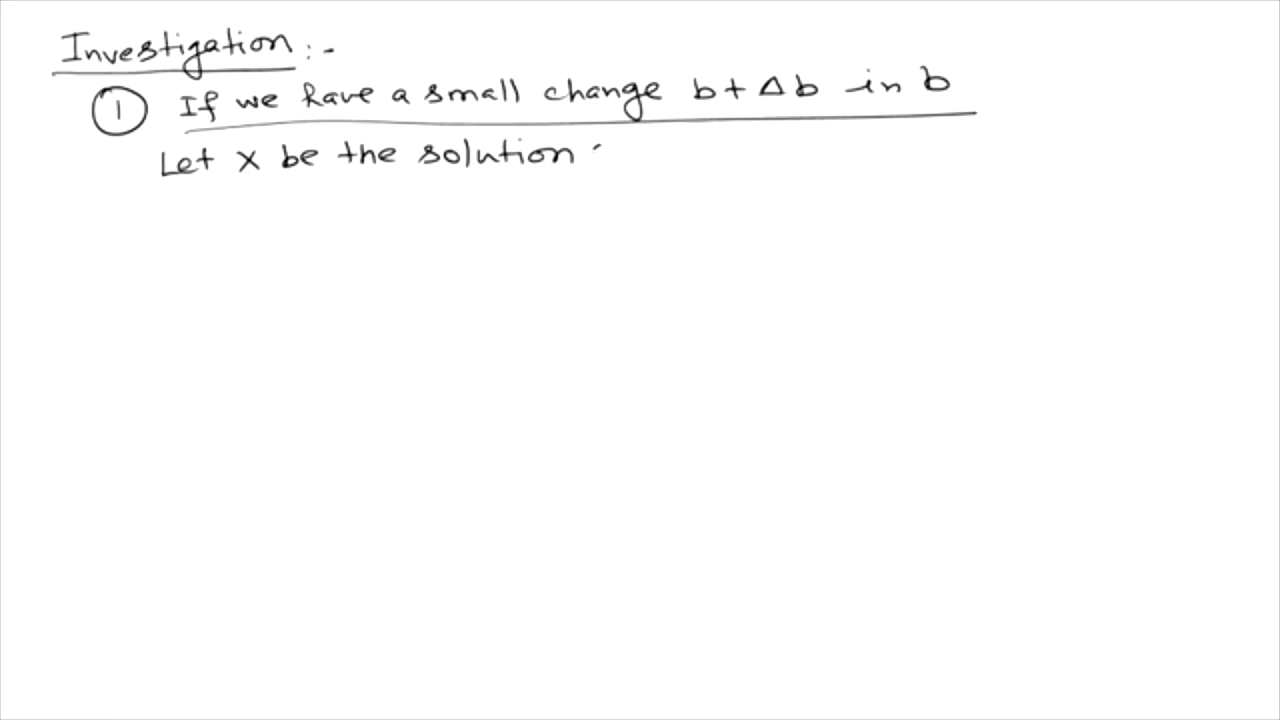 Investigation :-
① If we have a small change b + Δb in b
Let x be the solution